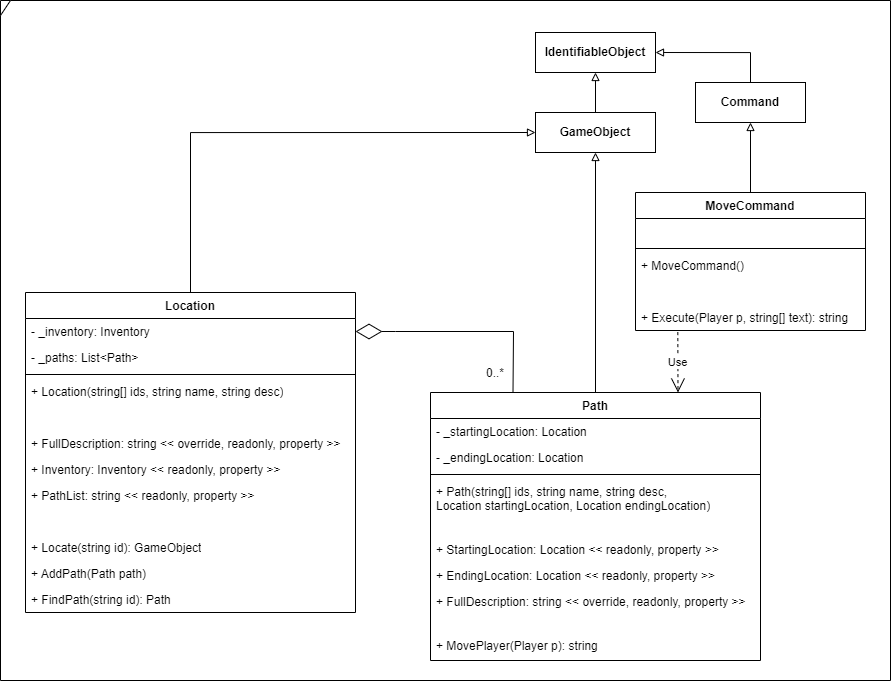 IdentifiableObject
Command
GameObject
MoveCommand
+ MoveCommand()
+ Execute(Player p, string[] text): string
Use
Location
- _inventory: Inventory
- _paths: List<Path>
+ Location(string[] ids, string name, string desc)
+ FullDescription: string << override, readonly, property >>
+ Inventory: Inventory << readonly, property >>
+ PathList: string << readonly, property >>
+ Locate(string id): GameObject
+ AddPath(Path path)
+ FindPath(string id): Path
0..*
Path
- _startingLocation: Location
- _endingLocation: Location
+ Path(string[] ids, string name, string desc,
Location startingLocation, Location endingLocation)
+ StartingLocation: Location << readonly, property >>
+ EndingLocation: Location << readonly, property >>
+ FullDescription: string << override, readonly, property >>
+ MovePlayer(Player p): string